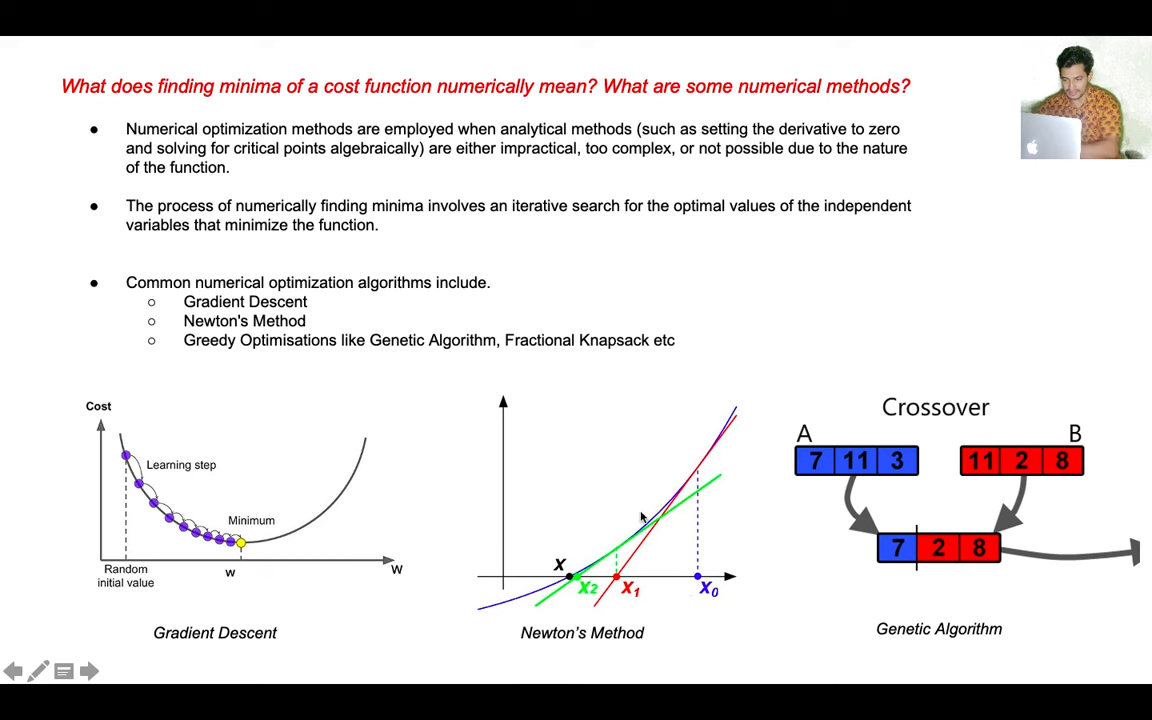 What does finding minima of a cost function numerically mean? What are some numerical methods?
● Numerical optimization methods are employed when analytical methods (such as setting the derivative to zero
and solving for critical points algebraically) are either impractical, too complex, or not possible due to the nature
of the function.
● The process of numerically finding minima involves an iterative search for the optimal values of the independent
variables that minimize the function.
● Common numerical optimization algorithms include.
○ Gradient Descent
○ Newton's Method
○ Greedy Optimisations like Genetic Algorithm, Fractional Knapsack etc
Cost
Learning step
Minimum
Random
initial value
w
w
Gradient Descent
X
X2
X1
X0
Newton's Method
Crossover
A
B
7 11 3
11 2 8
7 2 8
Genetic Algorithm